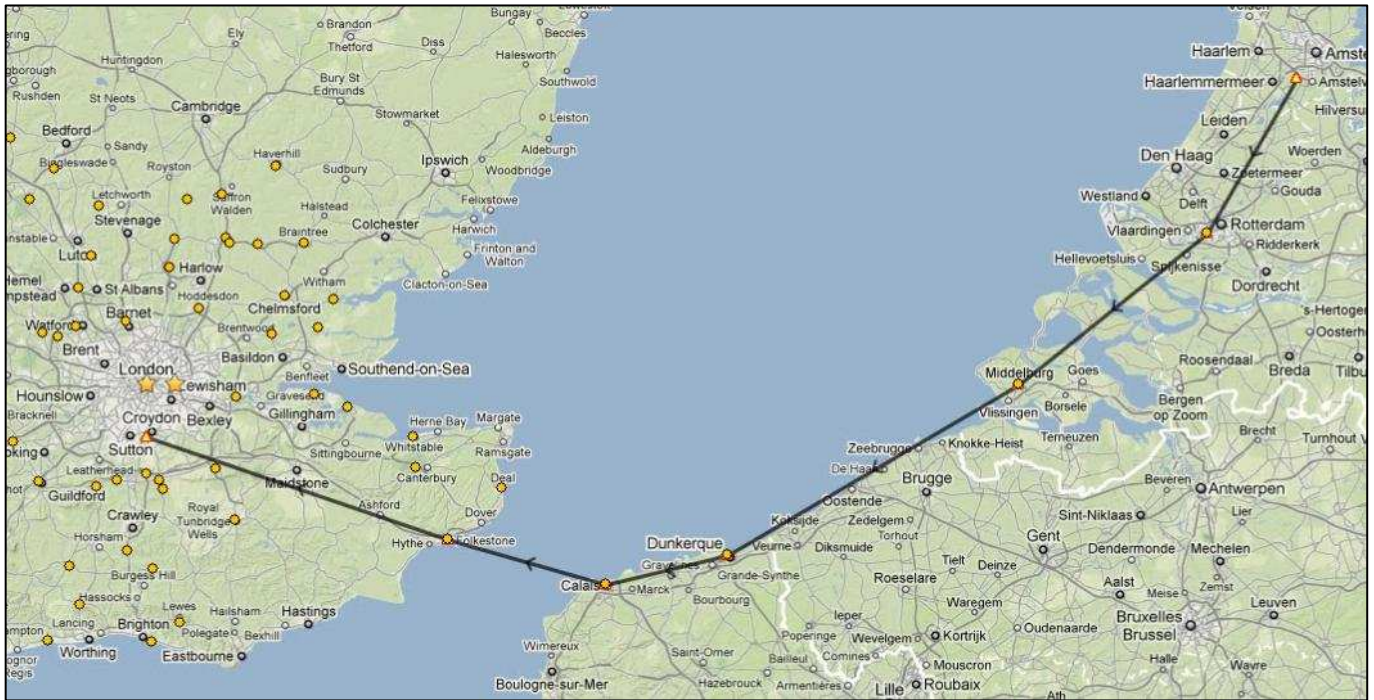 Brandon
Bungay
Beccles
Ely
Thetford
Diss
Halesworth
Huntingdon
Southwold
Rushden
Bury St
Edmunds
St Neots
Cambridge
Stowmarket
Leiston
Bedford
Sandy
Aldeburgh
Biggleswade
Royston
Haverhill
Sudbury
Ipswich
Woodbridge
Letchworth
Saffron
Walden
Felixstowe
Stevenage
Halstead
Harwich
Colchester
Braintree
Frinton and
Walton
Luton
Harlow
Witham
Clacton-on-Sea
Hemel
St Albans
Hoddesdon
Chelmsford
Watford
Barnet
Brentwood
Brent
Basildon
London
Benfleet
Southend-on-Sea
Lewisham
Hounslow
Gravesend
Bracknell
Croydon
Bexley
Gillingham
Herne Bay
Margate
Sutton
Sittingbourne
Whitstable
Ramsgate
Leatherhead
Canterbury
Maidstone
Deal
Guildford
Ashford
Royal
Tunbridge
Wells
Crawley
Dover
Horsham
Hythe
Folkestone
Burgess Hill
Hassocks
Lewes
Hailsham
Hastings
Lancing
Polegate
Bexhill
Worthing
Brighton
Eastbourne
Regis
Haarlem
Haarlemmermeer
Hilversum
Leiden
Woerden
Den Haag
Zoetermeer
Gouda
Westland
Delft
Vlaardingen
Rotterdam
Ridderkerk
Hellevoetsluis
Spijkenisse
Dordrecht
Roosendaal
Breda
Middelburg
Goes
Vlissingen
Borsele
Bergen
op Zoom
Zeebrugge
Knokke-Heist
Terneuzen
Brecht
De Haan
Brugge
Beveren
Oostende
Antwerpen
Koksijde
Zedelgem
Sint-Niklaas
Lier
Dunkerque
Veurne
Diksmuide
Torhout
Gent
Dendermonde
Mechelen
Gravelines
Grande-Synthe
Tielt
Deinze
Calais
Marck
Bourbourg
Roeselare
Aalst
Meise
Zemst
Leuven
Waregem
Ieper
Bruxelles
Brussel
Wimereux
Poperinge
Wevelgem
Kortrijk
Oudenaarde
Saint-Omer
Bailleul
Comines
Mouscron
Halle
Wavre
Boulogne-sur-Mer
Hazebrouck
Armentières
Lille
Roubaix
Ath